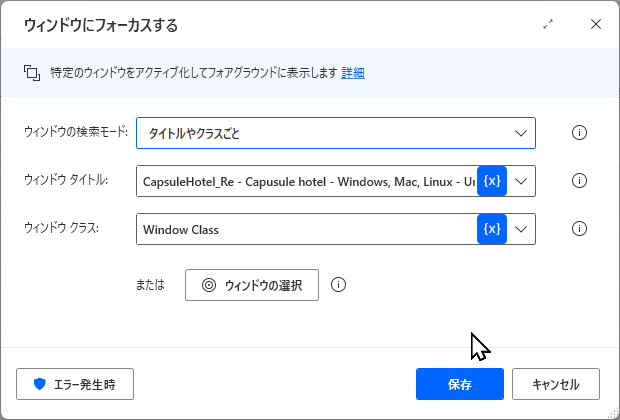 ウィンドウにフォーカスする
特定のウィンドウをアクティブ化してフォアグラウンドに表示します 詳細
ウィンドウの検索モード: タイトルやクラスごと
ウィンドウ タイトル: CapsuleHotel_Re - Capusule hotel - Windows, Mac, Linux - Un {x}
ウィンドウ クラス: Window Class {x}
または ウィンドウの選択
エラー発生時 保存 キャンセル